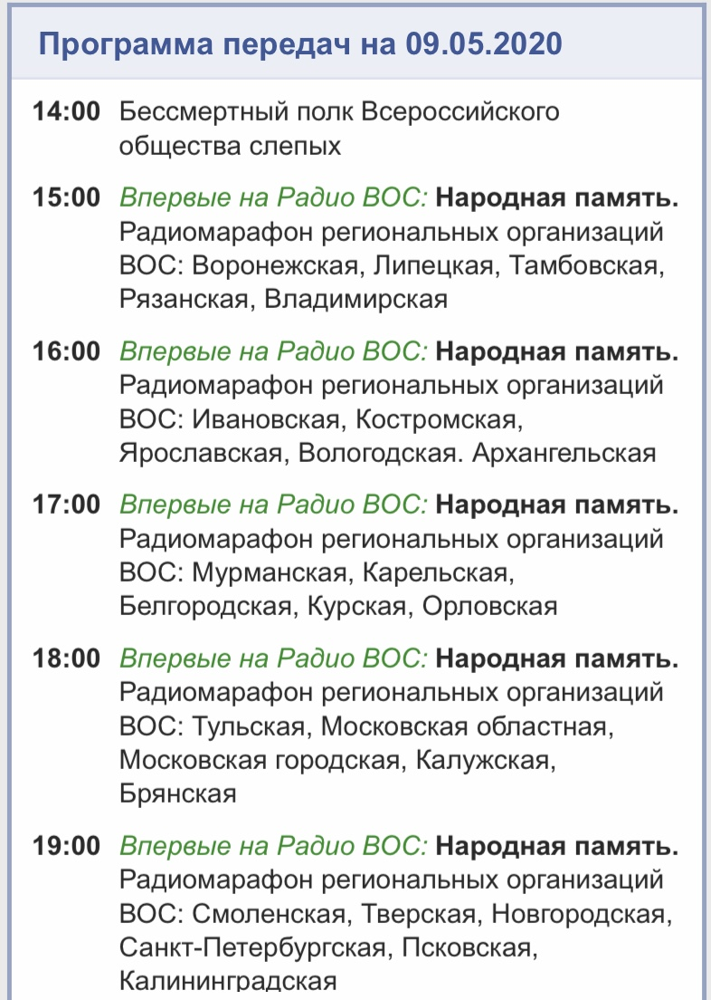 Программа передач на 09.05.2020
14:00 Бессмертный полк Всероссийского
общества слепых
15:00 Впервые на Радио ВОС: Народная память.
Радиомарафон региональных организаций
ВОС: Воронежская, Липецкая, Тамбовская,
Рязанская, Владимирская
16:00 Впервые на Радио ВОС: Народная память.
Радиомарафон региональных организаций
ВОС: Ивановская, Костромская,
Ярославская, Вологодская. Архангельская
17:00 Впервые на Радио ВОС: Народная память.
Радиомарафон региональных организаций
ВОС: Мурманская, Карельская,
Белгородская, Курская, Орловская
18:00 Впервые на Радио ВОС: Народная память.
Радиомарафон региональных организаций
ВОС: Тульская, Московская областная,
Московская городская, Калужская,
Брянская
19:00 Впервые на Радио ВОС: Народная память.
Радиомарафон региональных организаций
ВОС: Смоленская, Тверская, Новгородская,
Санкт-Петербургская, Псковская,
Калининградская